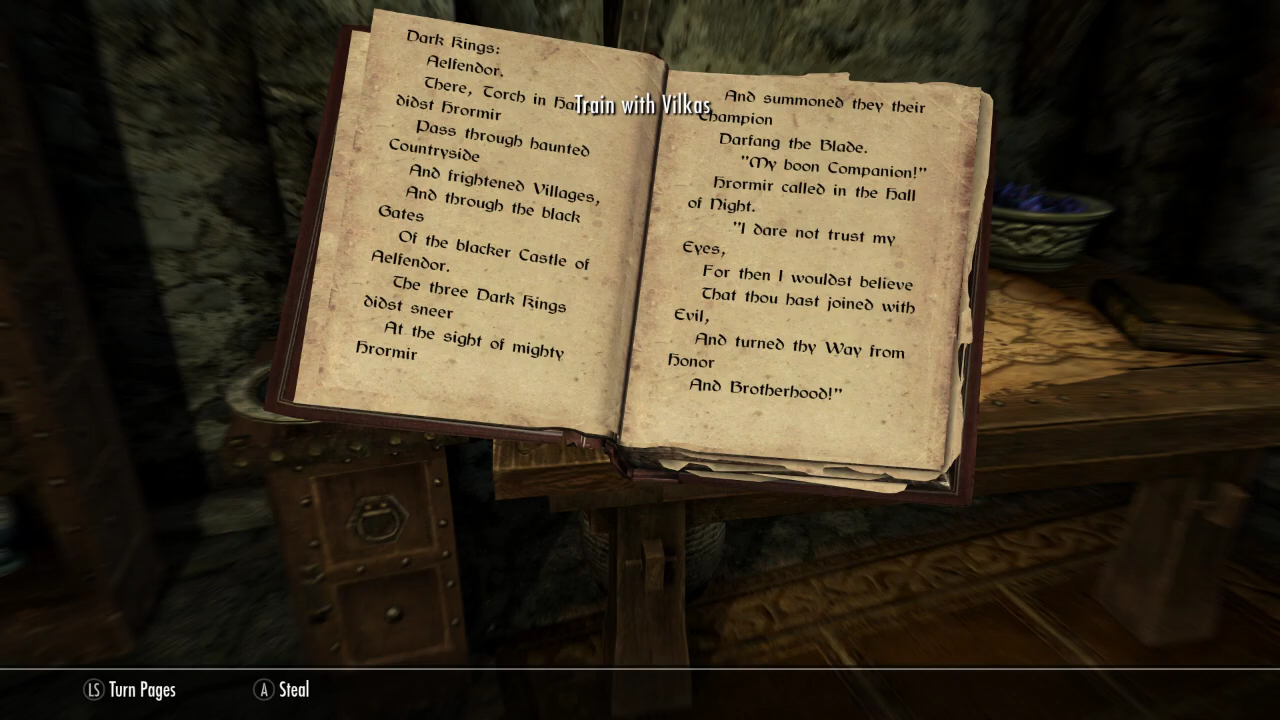 Dark Kings:
Aelfendor.
There, Torch in
didst Hrormir
Pass through haunted
Countryside
And frightened Villages,
And through the black
Gates
Of the blacker Castle of
Aelfendor.
The three Dark Kings
didst sneer
At the sight of mighty
Hrormir
Train with Vilkas
And summoned they their
Champion
Darfang the Blade.
"My boon Companion!"
Hrormir called in the Hall
of Night.
"I dare not trust my
Eyes,
For then I wouldst believe
That thou hast joined with
Evil,
And turned thy Way from
Honor
And Brotherhood!"
LS Turn Pages
A Steal